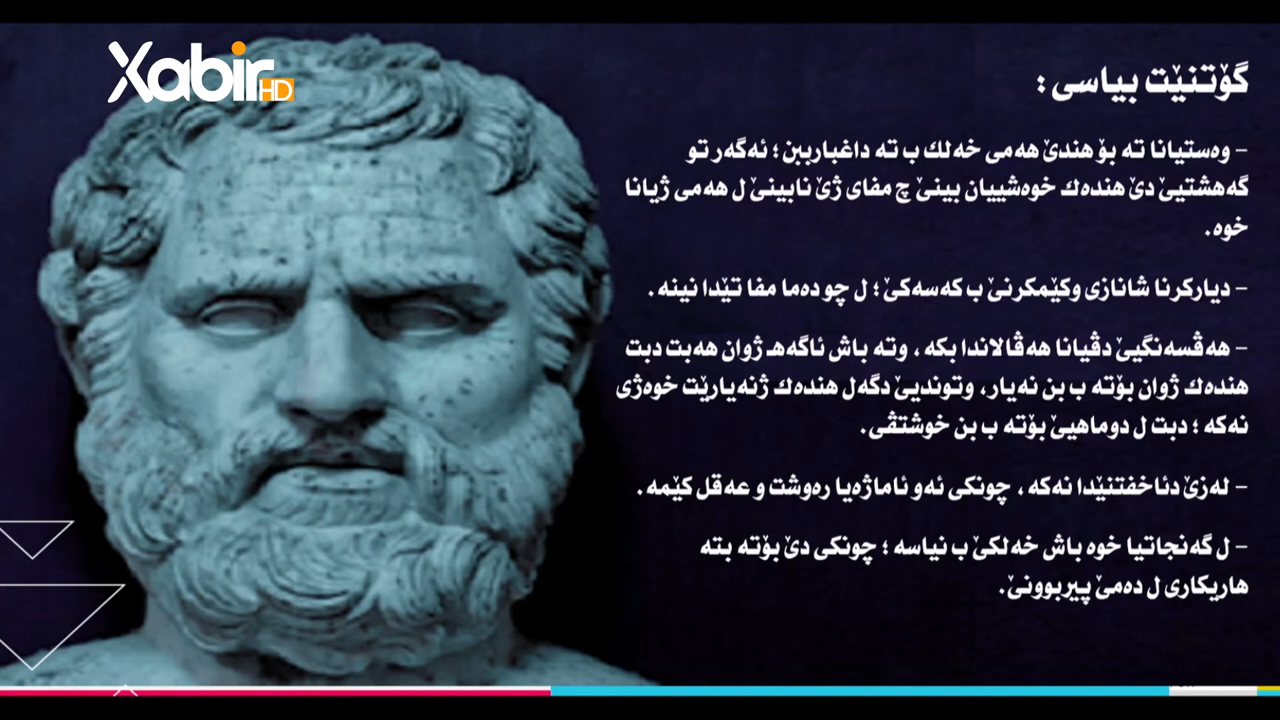 Xabir HD
گۆتنێت بیاسی :
– وەستیانا تە بۆ هندێ هەمی خەلك ب تە داغباربین ؛ ئەگەر تو
گەهشتیێ دێ هندەك خوەشییان بینێ چ مفای ژێ نابینێ ل هەمی ژیانا
خوە .
– دیارکرنا شانازی وکێمکرنێ ب کەسەکێ ؛ ل چو دەما مفا تێدا نینە .
– هەڤسەنگیێ دڤیانا هەڤالاندا بکە ، وتە باش ئاگەهـ ژوان هەبت دبت
هندەك ژوان بۆتە ب بن نەیار، وتوندیێ دگەل هندەك ژنەیارێت خوەژی
نەکە ؛ دبت ل دوماهیێ بۆتە ب بن خوشتڤی.
– لەزێ دئاخفتنێدا نەکە ، چونکی ئەو ئاماژەیا رەوشت و عەقل کێمە .
– ل گەنجاتیا خوە باش خەلکێ ب نیاسە ؛ چونکی دێ بۆتە بتە
هاریکاری ل دەمێ پیربوونێ.